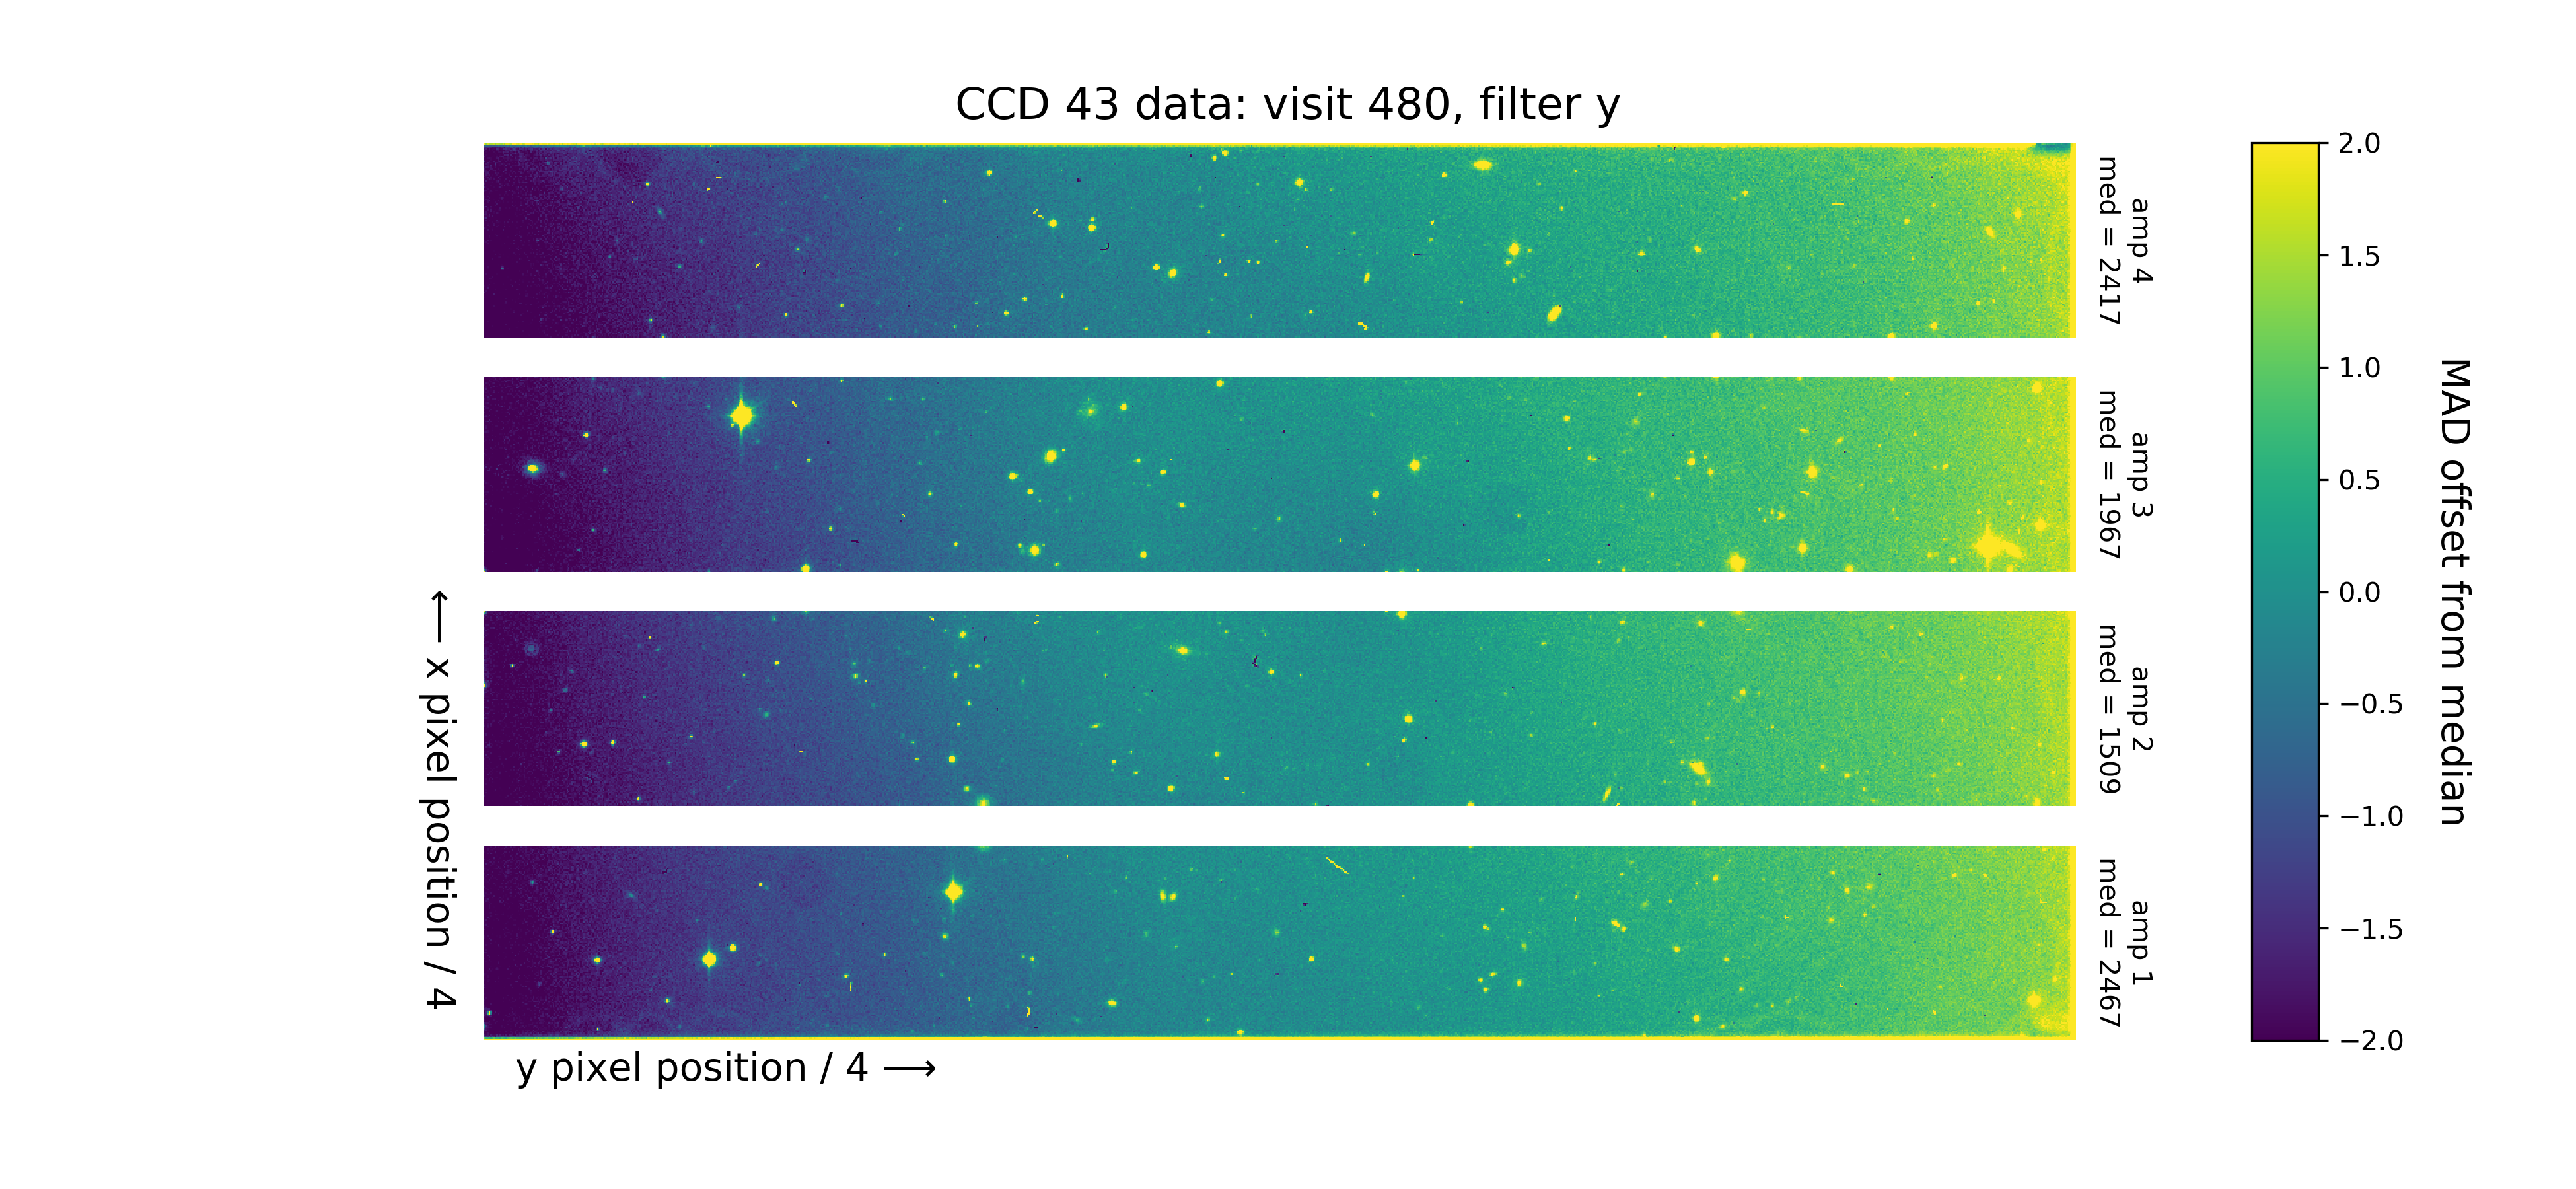 CCD 43 data: visit 480, filter y
amp 4
med = 2417
amp 3
med = 1967
amp 2
med = 1509
amp 1
med = 2467
⟵ x pixel position / 4
y pixel position / 4 ⟶
2.0
1.5
1.0
0.5
0.0
−0.5
−1.0
−1.5
−2.0
MAD offset from median